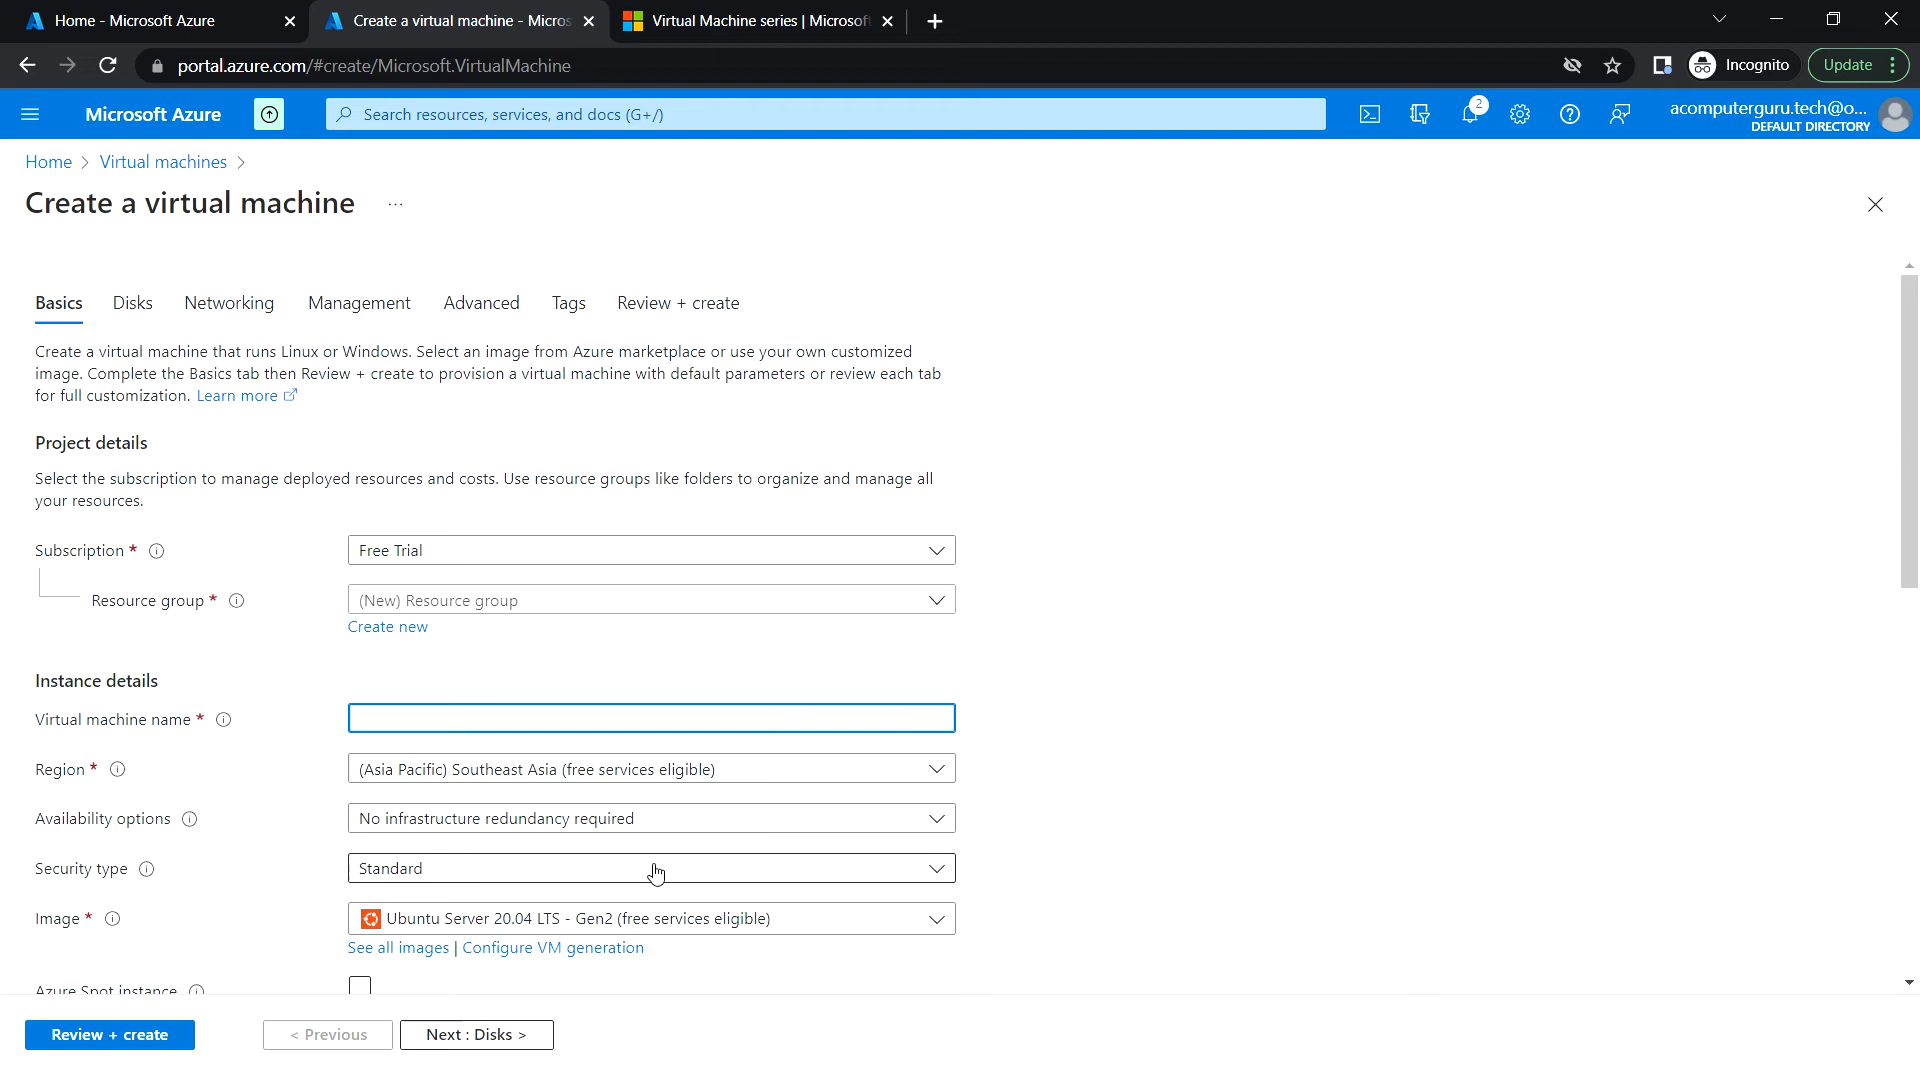 Home - Microsoft Azure
Create a virtual machine - Micros
Virtual Machine series | Microsof
portal.azure.com/#create/Microsoft.VirtualMachine
Incognito
Update
Microsoft Azure
Search resources, services, and docs (G+/)
2
acomputerguru.tech@o...
DEFAULT DIRECTORY
Home > Virtual machines >
Create a virtual machine ...
Basics Disks Networking Management Advanced Tags Review + create
Create a virtual machine that runs Linux or Windows. Select an image from Azure marketplace or use your own customized
image. Complete the Basics tab then Review + create to provision a virtual machine with default parameters or review each tab
for full customization. Learn more
Project details
Select the subscription to manage deployed resources and costs. Use resource groups like folders to organize and manage all
your resources.
Subscription *
Free Trial
Resource group *
(New) Resource group
Create new
Instance details
Virtual machine name *
Region *
(Asia Pacific) Southeast Asia (free services eligible)
Availability options
No infrastructure redundancy required
Security type
Standard
Image *
Ubuntu Server 20.04 LTS - Gen2 (free services eligible)
See all images | Configure VM generation
Azure Spot instance
Review + create
< Previous
Next : Disks >